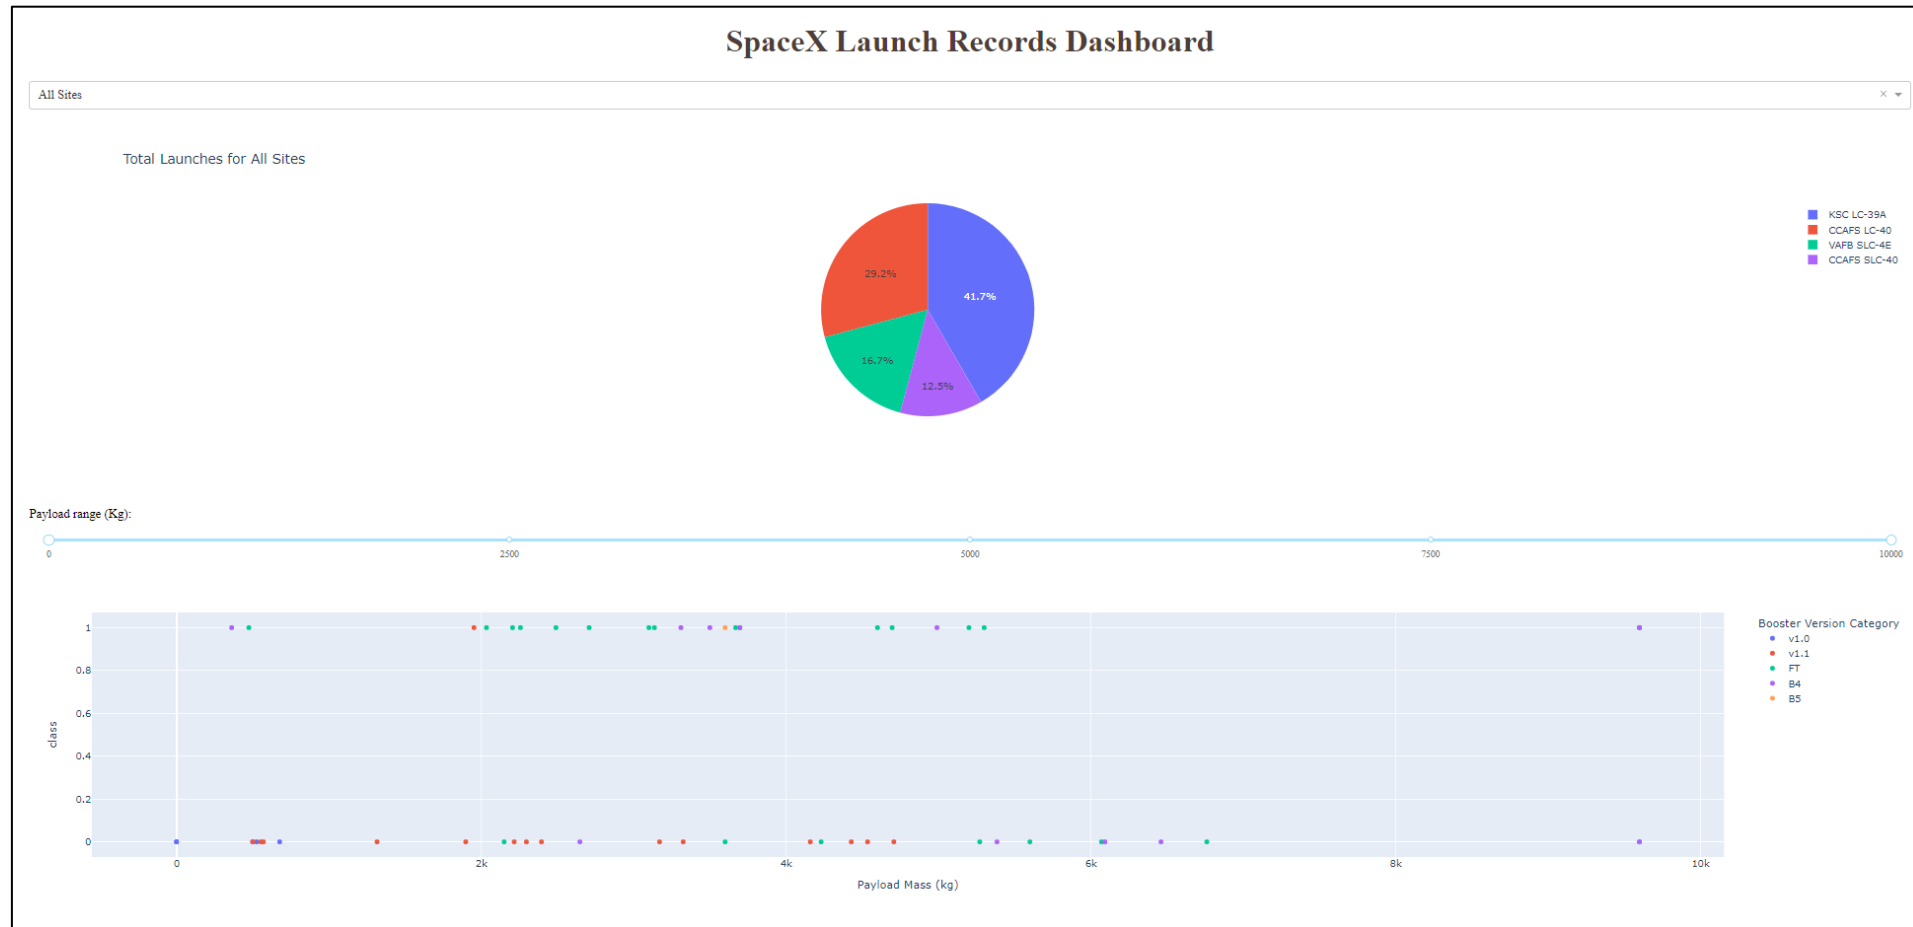 SpaceX Launch Records Dashboard
All Sites
×
Total Launches for All Sites
KSC LC-39A
CCAFS LC-40
VAFB SLC-4E
CCAFS SLC-40
29.2%
41.7%
16.7%
12.5%
Payload range (Kg):
0 2500 5000 7500 10000
Booster Version Category
v1.0
v1.1
FT
B4
B5
1
0.8
0.6
0.4
0.2
0
class
0 2k 4k 6k 8k 10k
Payload Mass (kg)